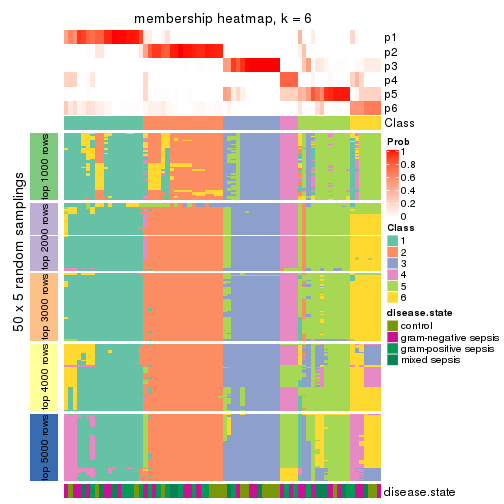 membership heatmap, k = 6
p1
p2
p3
p4
p5
p6
Class
50 x 5 random samplings
top 1000 rows
top 2000 rows
top 3000 rows
top 4000 rows
top 5000 rows
disease.state
Prob
1
0.8
0.6
0.4
0.2
0
Class
1
2
3
4
5
6
disease.state
control
gram-negative sepsis
gram-positive sepsis
mixed sepsis